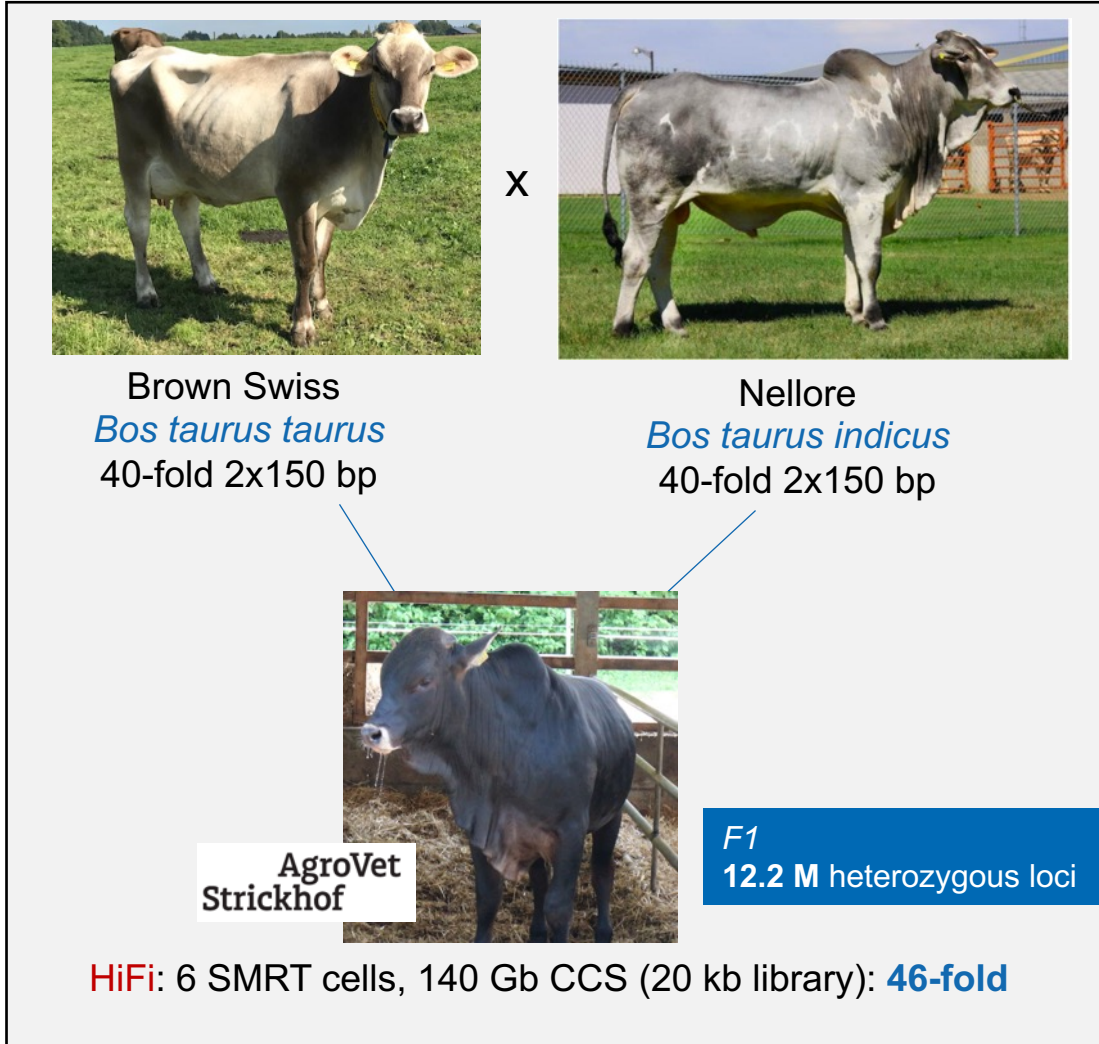 x
Brown Swiss
Bos taurus taurus
40-fold 2x150 bp
Nellore
Bos taurus indicus
40-fold 2x150 bp
AgroVet
Strickhof
F1
12.2 M heterozygous loci
HiFi: 6 SMRT cells, 140 Gb CCS (20 kb library): 46-fold